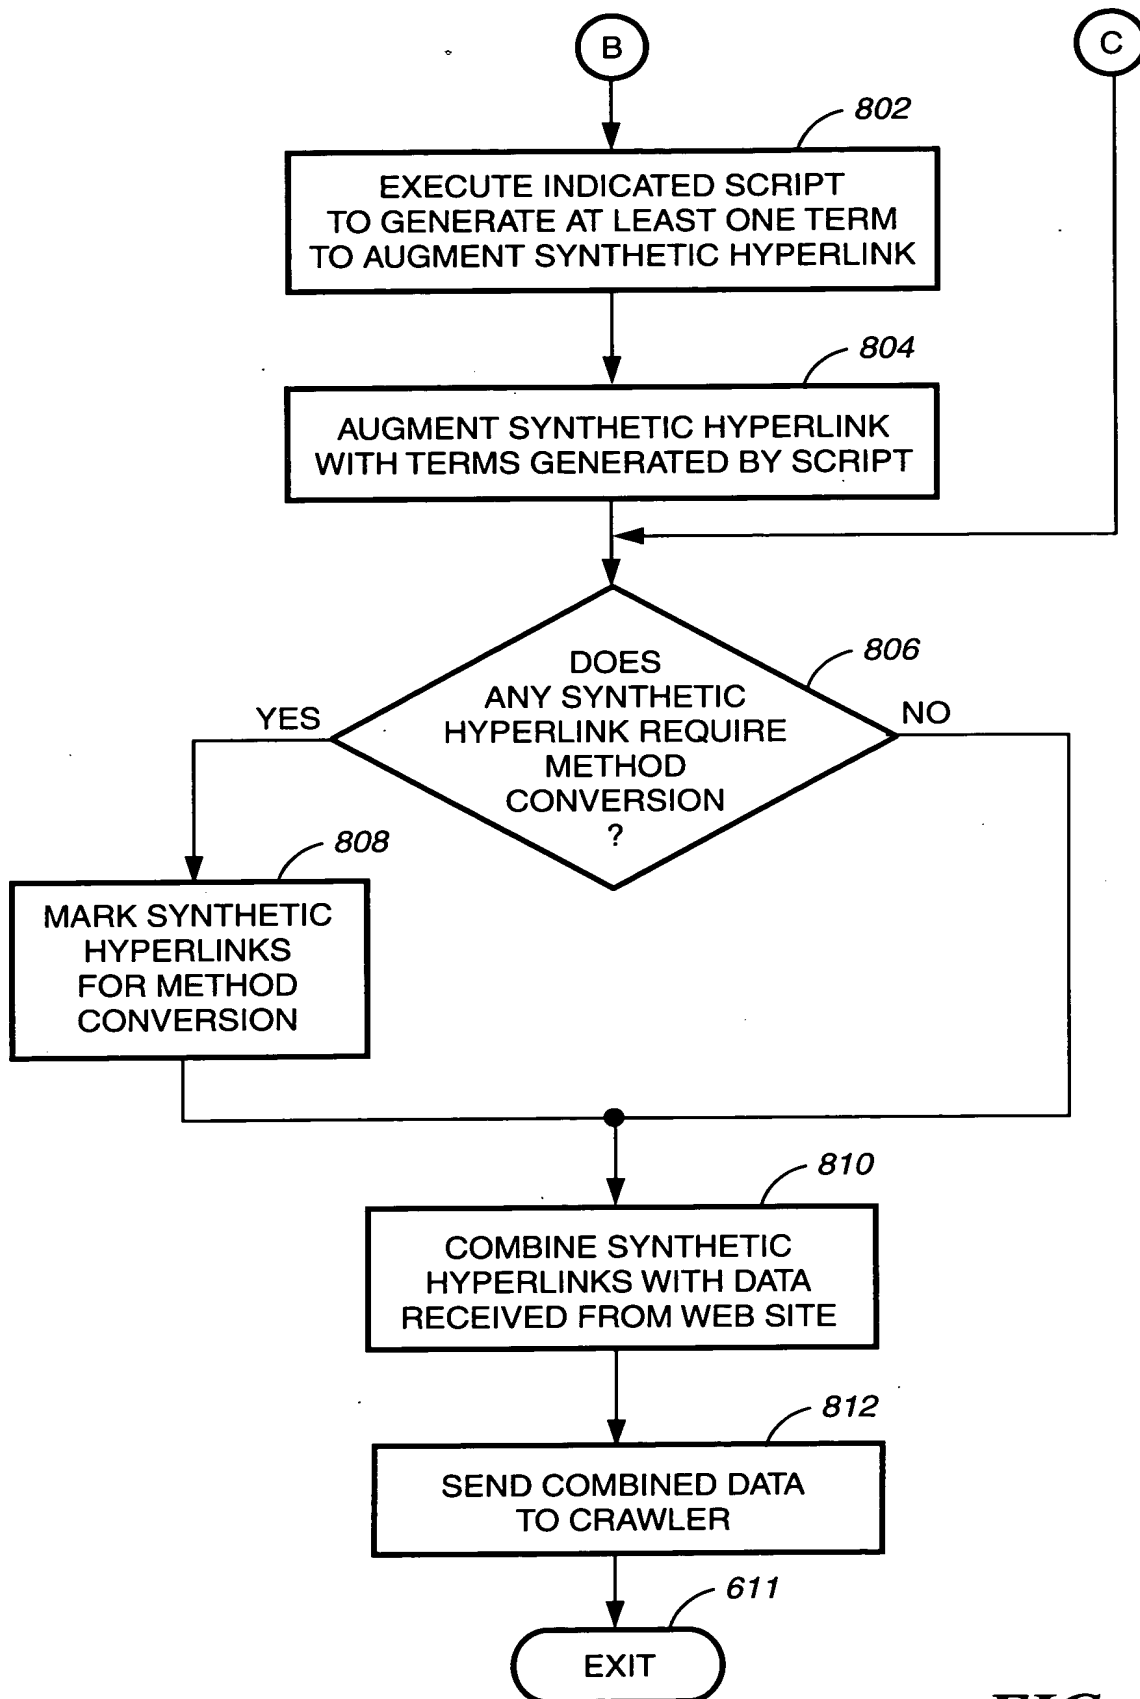 B
C
802
EXECUTE INDICATED SCRIPT
TO GENERATE AT LEAST ONE TERM
TO AUGMENT SYNTHETIC HYPERLINK
804
AUGMENT SYNTHETIC HYPERLINK
WITH TERMS GENERATED BY SCRIPT
806
DOES
ANY SYNTHETIC
HYPERLINK REQUIRE
METHOD
CONVERSION
?
YES
NO
808
MARK SYNTHETIC
HYPERLINKS
FOR METHOD
CONVERSION
810
COMBINE SYNTHETIC
HYPERLINKS WITH DATA
RECEIVED FROM WEB SITE
812
SEND COMBINED DATA
TO CRAWLER
611
EXIT